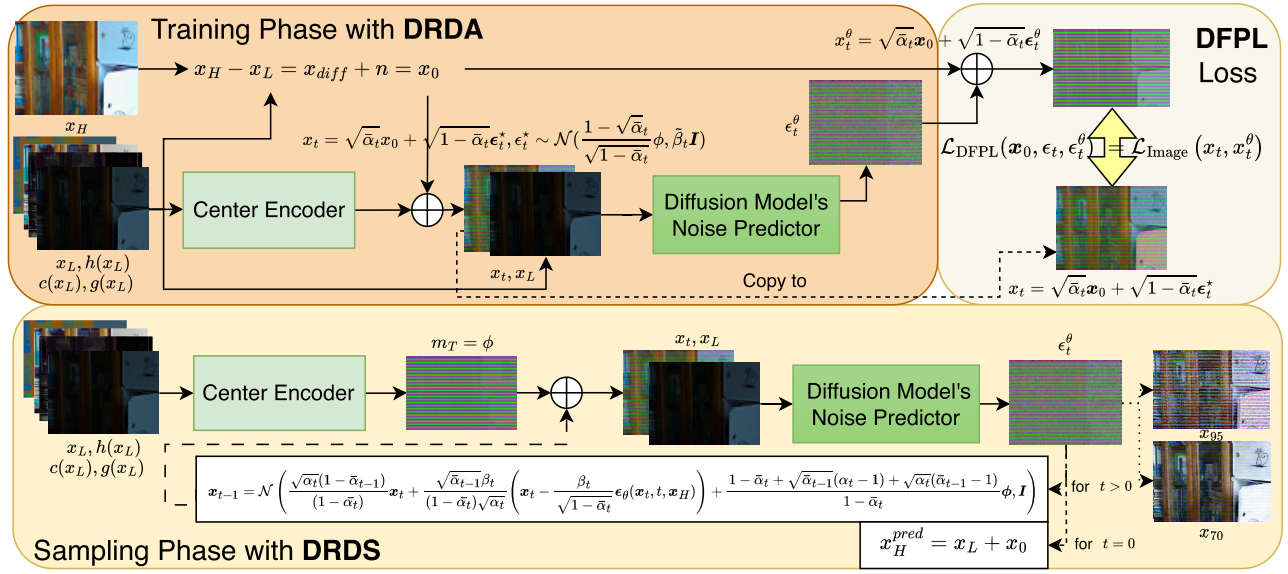 Training Phase with DRDA
x_H
x_H − x_L = x_{diff} + n = x_0
x_t = √ᾱ_t x_0 + √(1 − ᾱ_t) ϵ_t^⋆, ϵ_t^⋆ ∼ 𝒩((1 − √ᾱ_t)/√(1 − ᾱ_t) ϕ, β̃_t I)
Center Encoder
x_L, h(x_L)
c(x_L), g(x_L)
x_t, x_L
Diffusion Model's
Noise Predictor
ϵ_t^θ
Copy to
x_t^θ = √ᾱ_t x_0 + √(1 − ᾱ_t) ϵ_t^θ
DFPL
Loss
ℒ_DFPL(x_0, ϵ_t, ϵ_t^θ) = ℒ_Image (x_t, x_t^θ)
x_t = √ᾱ_t x_0 + √(1 − ᾱ_t) ϵ_t^⋆
x_L, h(x_L)
c(x_L), g(x_L)
Center Encoder
m_T = ϕ
x_t, x_L
Diffusion Model's
Noise Predictor
ϵ_t^θ
x_95
x_70
x_{t−1} = 𝒩( (√α_t(1 − ᾱ_{t−1}))/((1 − ᾱ_t)) x_t + (√ᾱ_{t−1} β_t)/((1 − ᾱ_t)√α_t) ( x_t − β_t/√(1 − ᾱ_t) ϵ_θ(x_t, t, x_H) ) + (1 − ᾱ_t + √ᾱ_{t−1}(α_t − 1) + √α_t(ᾱ_{t−1} − 1))/(1 − ᾱ_t) ϕ, I )
for t > 0
x_H^{pred} = x_L + x_0
for t = 0
Sampling Phase with DRDS